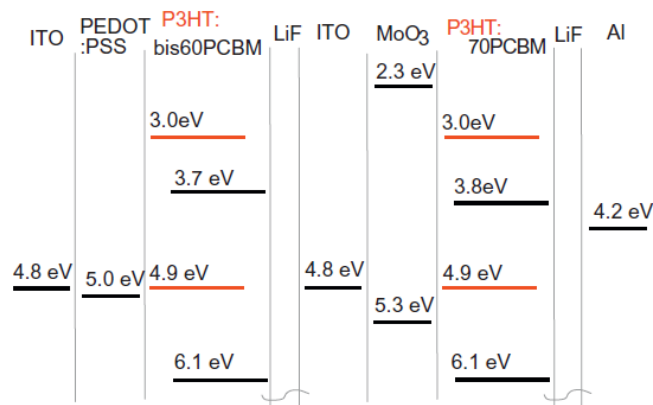 ITO
PEDOT
:PSS
P3HT:
bis60PCBM
LiF
ITO
MoO3
P3HT:
70PCBM
LiF
Al
2.3 eV
3.0eV
3.0eV
3.7 eV
3.8eV
4.2 eV
4.8 eV
5.0 eV
4.9 eV
4.8 eV
4.9 eV
5.3 eV
6.1 eV
6.1 eV